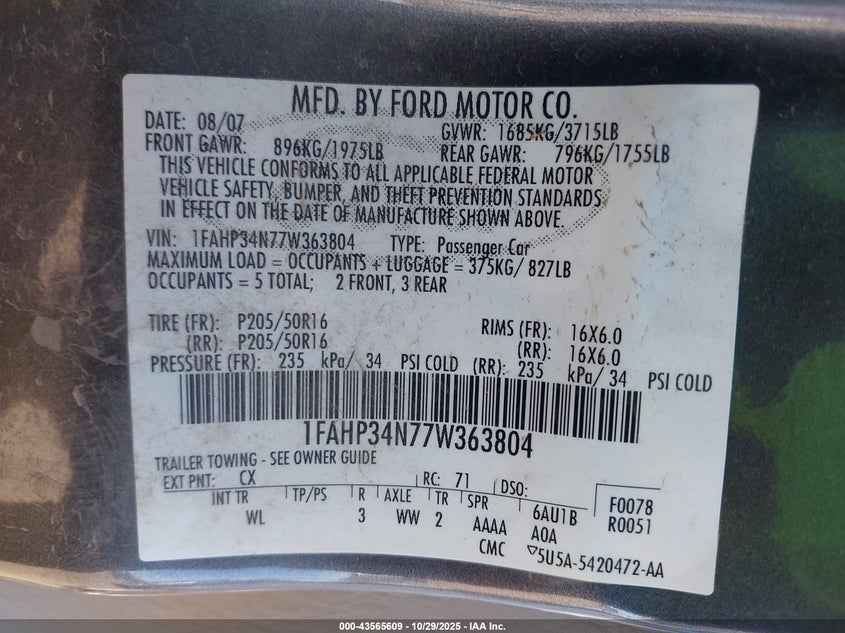 MFD. BY FORD MOTOR CO.
DATE: 08/07 GVWR: 1685KG/3715LB
FRONT GAWR: 896KG/1975LB REAR GAWR: 796KG/1755LB
THIS VEHICLE CONFORMS TO ALL APPLICABLE FEDERAL MOTOR
VEHICLE SAFETY, BUMPER, AND THEFT PREVENTION STANDARDS
IN EFFECT ON THE DATE OF MANUFACTURE SHOWN ABOVE.
VIN: 1FAHP34N77W363804 TYPE: Passenger Car
MAXIMUM LOAD = OCCUPANTS + LUGGAGE = 375KG/ 827LB
OCCUPANTS = 5 TOTAL; 2 FRONT, 3 REAR
TIRE (FR): P205/50R16 RIMS (FR): 16X6.0
(RR): P205/50R16 (RR): 16X6.0
PRESSURE (FR): 235 kPa/ 34 PSI COLD (RR): 235 kPa/ 34 PSI COLD
1FAHP34N77W363804
TRAILER TOWING - SEE OWNER GUIDE
EXT PNT: CX RC: 71 DSO:
INT TR TP/PS R AXLE TR SPR 6AU1B F0078
WL 3 WW 2 AAAA A0A R0051
CMC ▽5U5A-5420472-AA
000-43565609 | 10/29/2025 - IAA Inc.